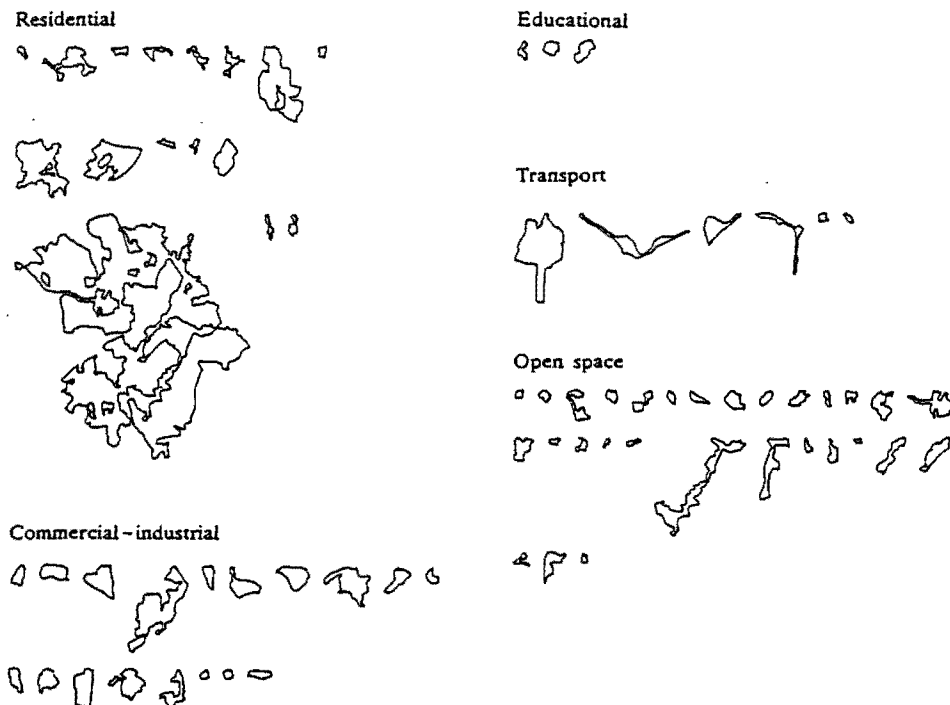 Residential
Educational
Transport
Open space
Commercial-industrial